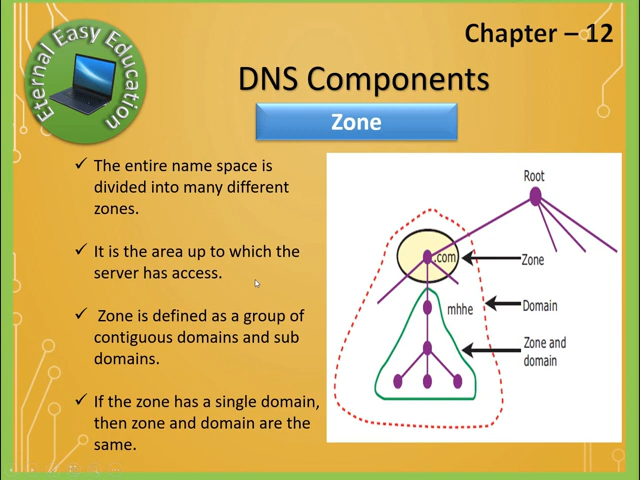 Eternal Easy Education
Chapter – 12
DNS Components
Zone
✓ The entire name space is
divided into many different
zones.
✓ It is the area up to which the
server has access.
✓ Zone is defined as a group of
contiguous domains and sub
domains.
✓ If the zone has a single domain,
then zone and domain are the
same.
Root
.com
Zone
mhhe
Domain
Zone and
domain